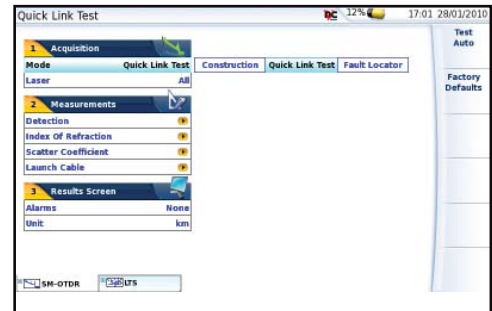 Quick Link Test 12% 17:01 28/01/2010
Test
Auto
Factory
Defaults
1 Acquisition
Mode Quick Link Test Construction Quick Link Test Fault Locator
Laser All
2 Measurements
Detection
Index Of Refraction
Scatter Coefficient
Launch Cable
3 Results Screen
Alarms None
Unit km
SM-OTDR LTS